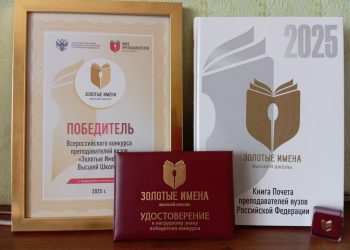 ПРЕПОДАВАТЕЛЕЙ
ЗОЛОТЫЕ ИМЕНА
ВЫСШЕЙ ШКОЛЫ
ПОБЕДИТЕЛЬ
Всероссийского конкурса
преподавателей вузов
«Золотые Имена
Высшей Школы
2025 г.
ЗОЛОТЫЕ ИМЕНА
ВЫСШЕЙ ШКОЛЫ
УДОСТОВЕРЕНИЕ
к нагрудному знаку
победителя конкурса
2025
ЗОЛОТЫЕ ИМЕНА
ВЫСШЕЙ ШКОЛЫ
Книга Почета
преподавателей вузов
Российской Федерации